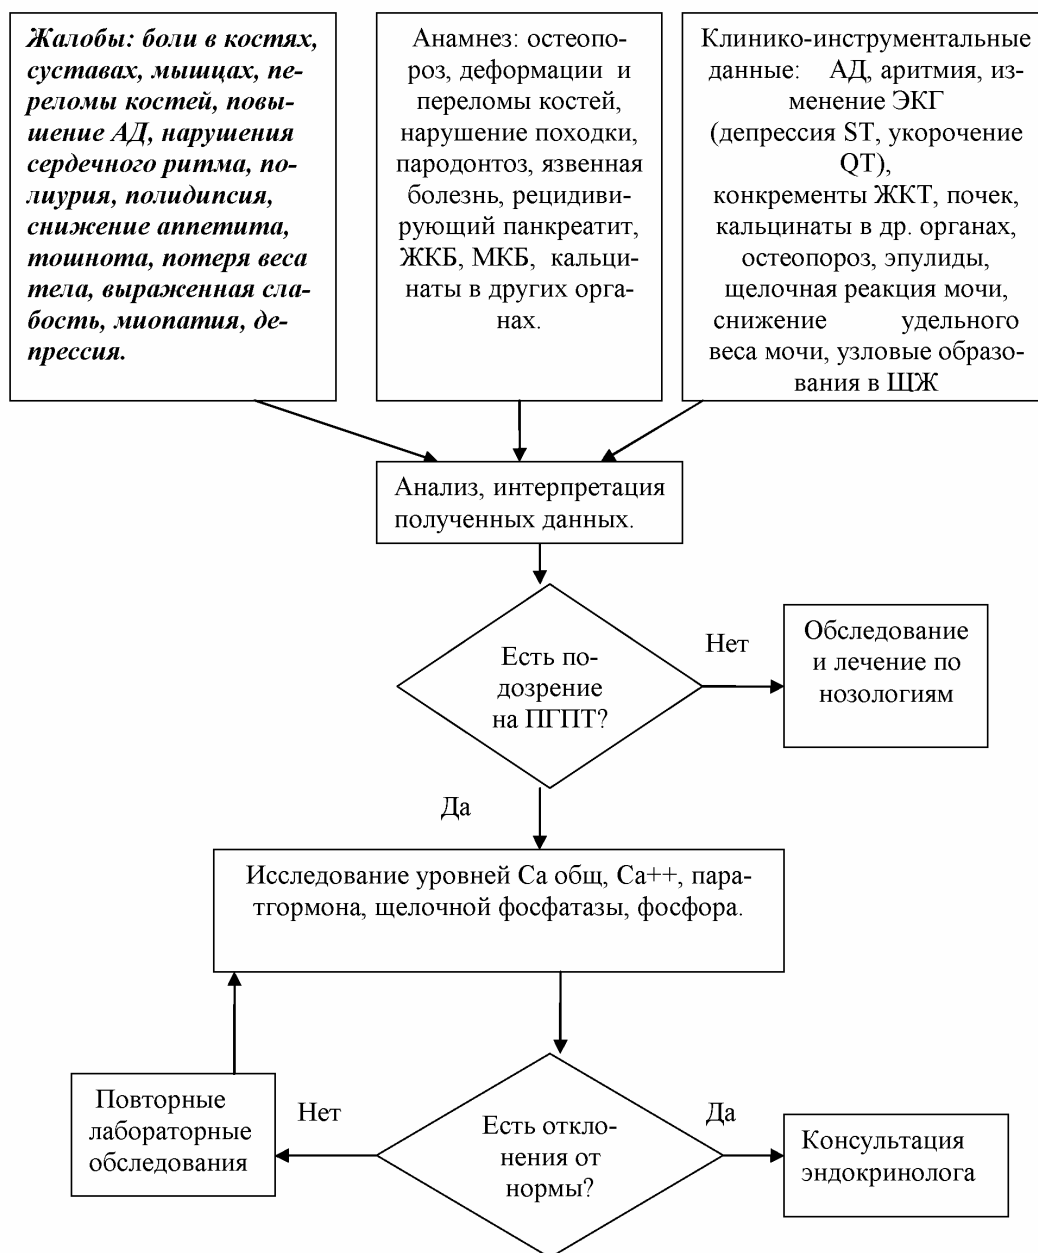 Жалобы: боли в костях,
суставах, мышцах, пе-
реломы костей, повы-
шение АД, нарушения
сердечного ритма, по-
лиурия, полидипсия,
снижение аппетита,
тошнота, потеря веса
тела, выраженная сла-
бость, миопатия, де-
прессия.
Анамнез: остеопо-
роз, деформации и
переломы костей,
нарушение походки,
пародонтоз, язвенная
болезнь, рецидиви-
рующий панкреатит,
ЖКБ, МКБ, кальци-
наты в других орга-
нах.
Клинико-инструментальные
данные: АД, аритмия, из-
менение ЭКГ
(депрессия ST, укорочение
QT),
конкременты ЖКТ, почек,
кальцинаты в др. органах,
остеопороз, эпулиды,
щелочная реакция мочи,
снижение удельного
веса мочи, узловые образо-
вания в ЩЖ
Анализ, интерпретация
полученных данных.
Есть по-
дозрение
на ПГПТ?
Нет
Обследование
и лечение по
нозологиям
Да
Исследование уровней Са общ, Са++, пара-
тгормона, щелочной фосфатазы, фосфора.
Повторные
лабораторные
обследования
Нет
Есть откло-
нения от
нормы?
Да
Консультация
эндокринолога